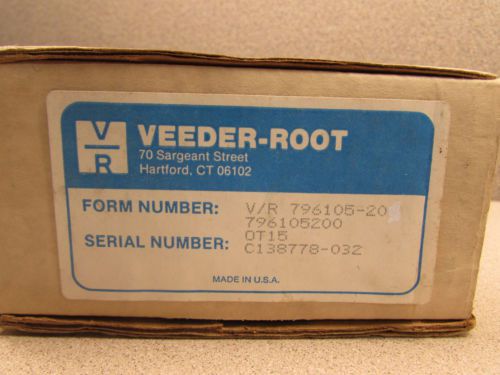 V
R
VEEDER-ROOT
70 Sargeant Street
Hartford, CT 06102
FORM NUMBER: V/R 796105-20
796105200
SERIAL NUMBER: OT15
C138778-032
MADE IN U.S.A.